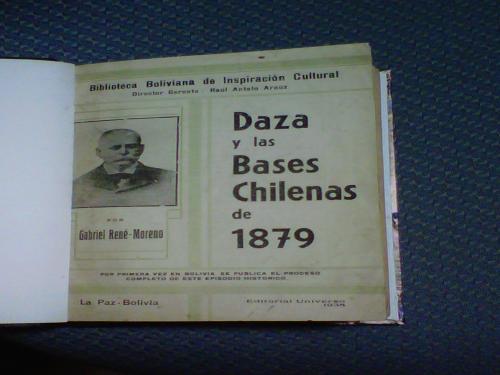 Biblioteca Boliviana de Inspiración Cultural
Director Gerente - Raúl Antelo Araúz
Daza
y las
Bases
Chilenas
de
1879
POR
Gabriel René-Moreno
POR PRIMERA VEZ EN BOLIVIA SE PUBLICA EL PROCESO
COMPLETO DE ESTE EPISODIO HISTORICO
La Paz-Bolivia
Editorial Universo